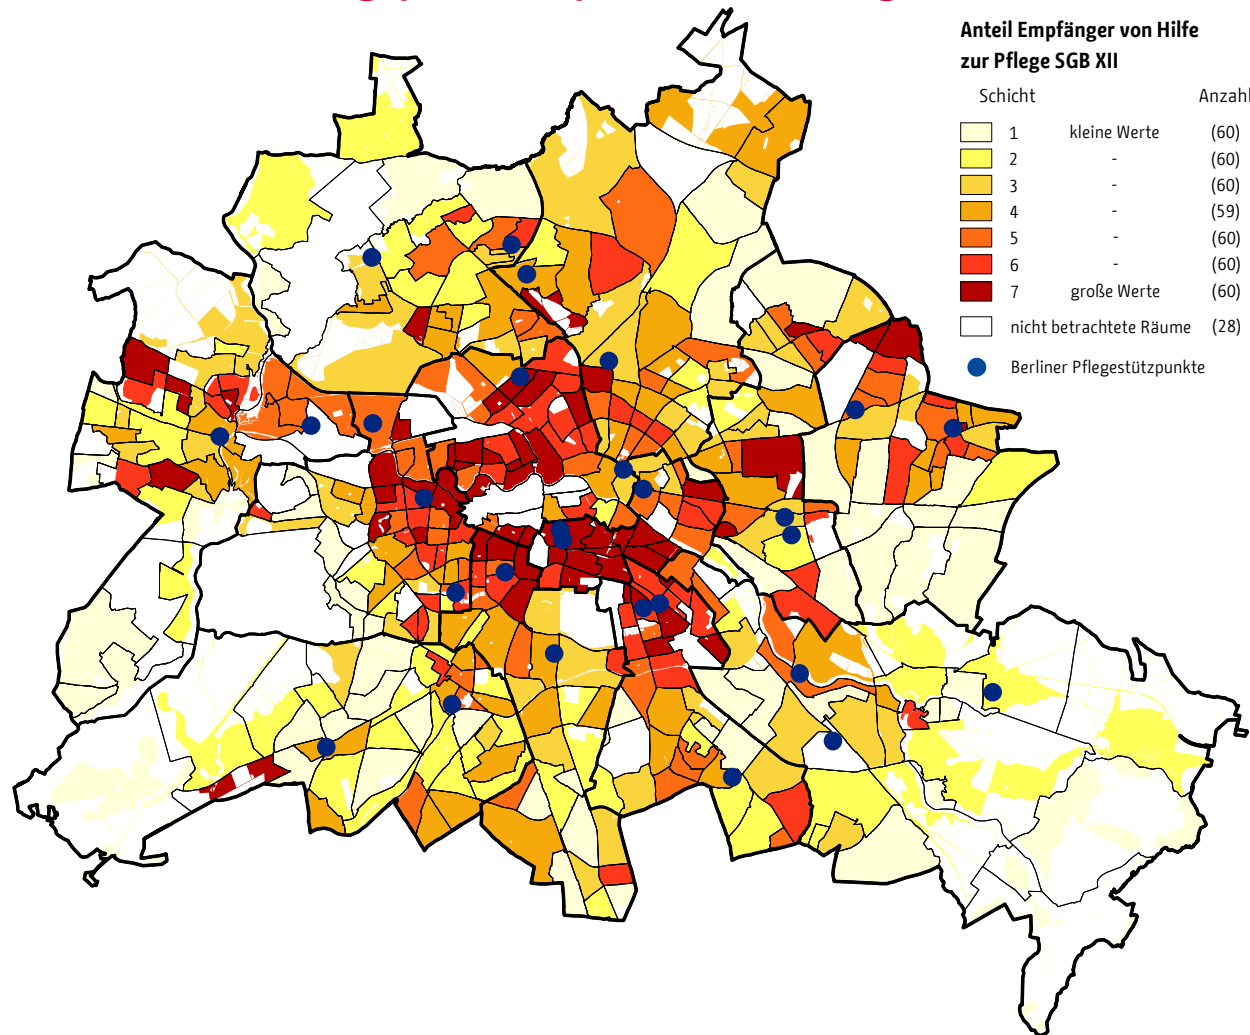 Anteil Empfänger von Hilfe
zur Pflege SGB XII
Schicht Anzahl
1 kleine Werte (60)
2 - (60)
3 - (60)
4 - (59)
5 - (60)
6 - (60)
7 große Werte (60)
nicht betrachtete Räume (28)
Berliner Pflegestützpunkte